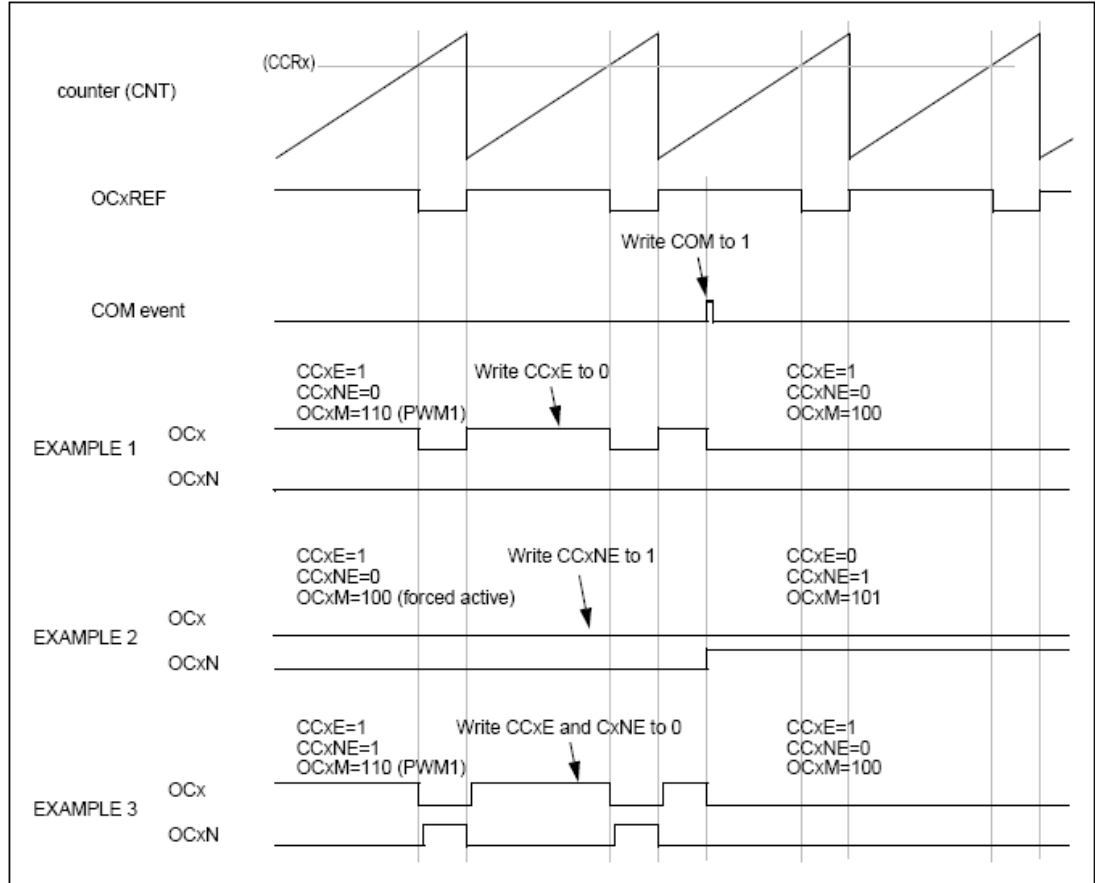 (CCRx)
counter (CNT)
OCxREF
Write COM to 1
COM event
CCxE=1
CCxNE=0
OCxM=110 (PWM1)
Write CCxE to 0
CCxE=1
CCxNE=0
OCxM=100
EXAMPLE 1
OCx
OCxN
CCxE=1
CCxNE=0
OCxM=100 (forced active)
Write CCxNE to 1
CCxE=0
CCxNE=1
OCxM=101
EXAMPLE 2
OCx
OCxN
CCxE=1
CCxNE=1
OCxM=110 (PWM1)
Write CCxE and CxNE to 0
CCxE=1
CCxNE=0
OCxM=100
EXAMPLE 3
OCx
OCxN